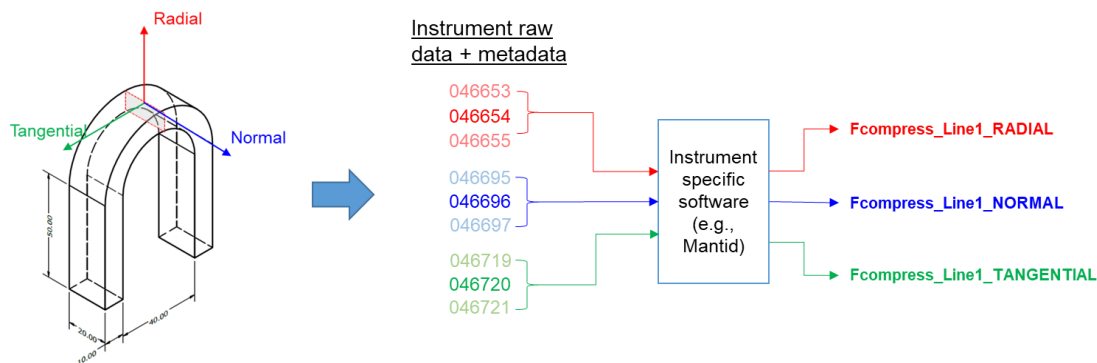 Radial
Tangential
Normal
50.00
20.00
10.00
40.00
Instrument raw
data + metadata
046653
046654
046655
046695
046696
046697
046719
046720
046721
Instrument
specific
software
(e.g.,
Mantid)
Fcompress_Line1_RADIAL
Fcompress_Line1_NORMAL
Fcompress_Line1_TANGENTIAL